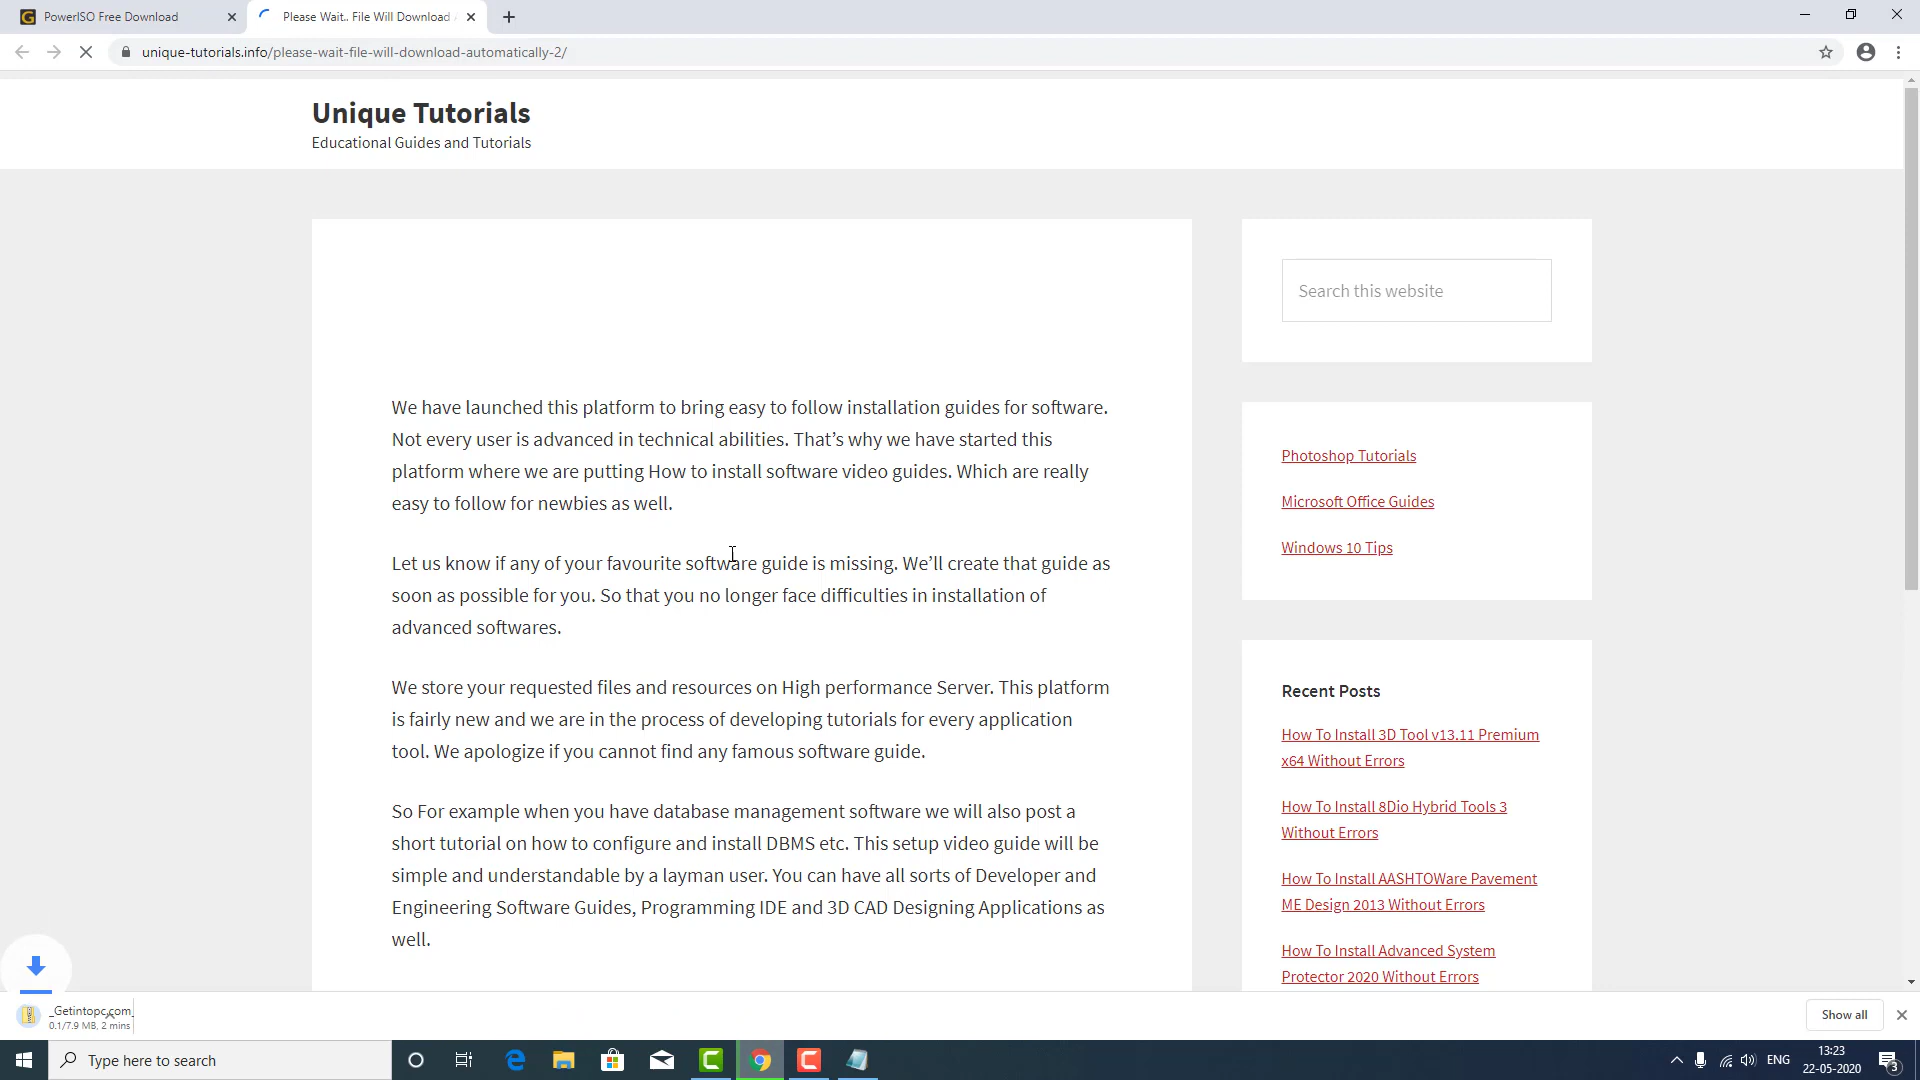 PowerISO Free Download
Please Wait.. File Will Download
unique-tutorials.info/please-wait-file-will-download-automatically-2/
Unique Tutorials
Educational Guides and Tutorials
Search this website
We have launched this platform to bring easy to follow installation guides for software.
Not every user is advanced in technical abilities. That’s why we have started this
platform where we are putting How to install software video guides. Which are really
easy to follow for newbies as well.
Let us know if any of your favourite software guide is missing. We’ll create that guide as
soon as possible for you. So that you no longer face difficulties in installation of
advanced softwares.
We store your requested files and resources on High performance Server. This platform
is fairly new and we are in the process of developing tutorials for every application
tool. We apologize if you cannot find any famous software guide.
So For example when you have database management software we will also post a
short tutorial on how to configure and install DBMS etc. This setup video guide will be
simple and understandable by a layman user. You can have all sorts of Developer and
Engineering Software Guides, Programming IDE and 3D CAD Designing Applications as
well.
Photoshop Tutorials
Microsoft Office Guides
Windows 10 Tips
Recent Posts
How To Install 3D Tool v13.11 Premium
x64 Without Errors
How To Install 8Dio Hybrid Tools 3
Without Errors
How To Install AASHTOWare Pavement
ME Design 2013 Without Errors
How To Install Advanced System
Protector 2020 Without Errors
_Getintopc.com_
0.1/7.9 MB, 2 mins
Show all
Type here to search
ENG
13:23
22-05-2020
3